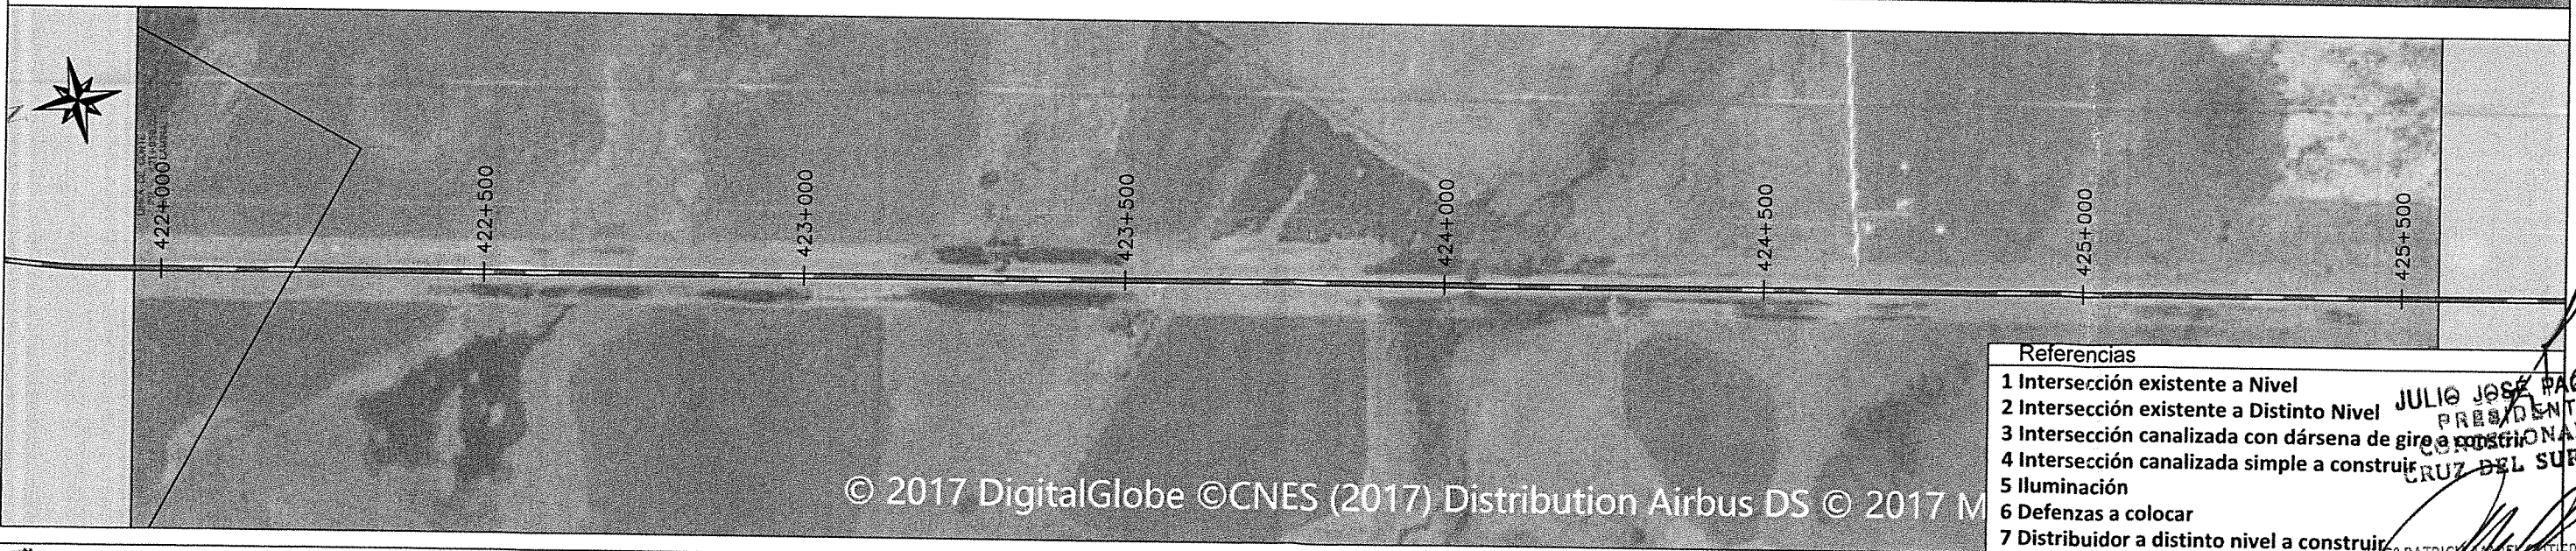 422+000
422+500
423+000
423+500
424+000
424+500
425+000
425+500
© 2017 DigitalGlobe ©CNES (2017) Distribution Airbus DS © 2017 M
Referencias
1 Intersección existente a Nivel
2 Intersección existente a Distinto Nivel
3 Intersección canalizada con dársena de giro a constrir
4 Intersección canalizada simple a construir
5 Iluminación
6 Defenzas a colocar
7 Distribuidor a distinto nivel a construir
JULIO JOSÉ
PRESIDENT
CRUZ DEL SUR